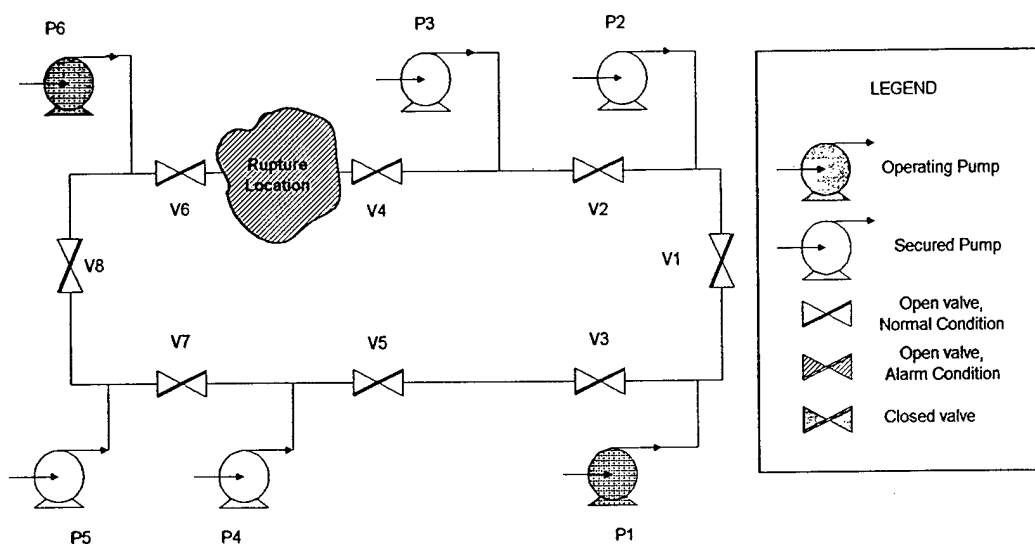 P6
P3
P2
LEGEND
Rupture
Location
Operating Pump
V6
V4
V2
Secured Pump
V8
V1
Open valve,
Normal Condition
V7
V5
V3
Open valve,
Alarm Condition
Closed valve
P5
P4
P1